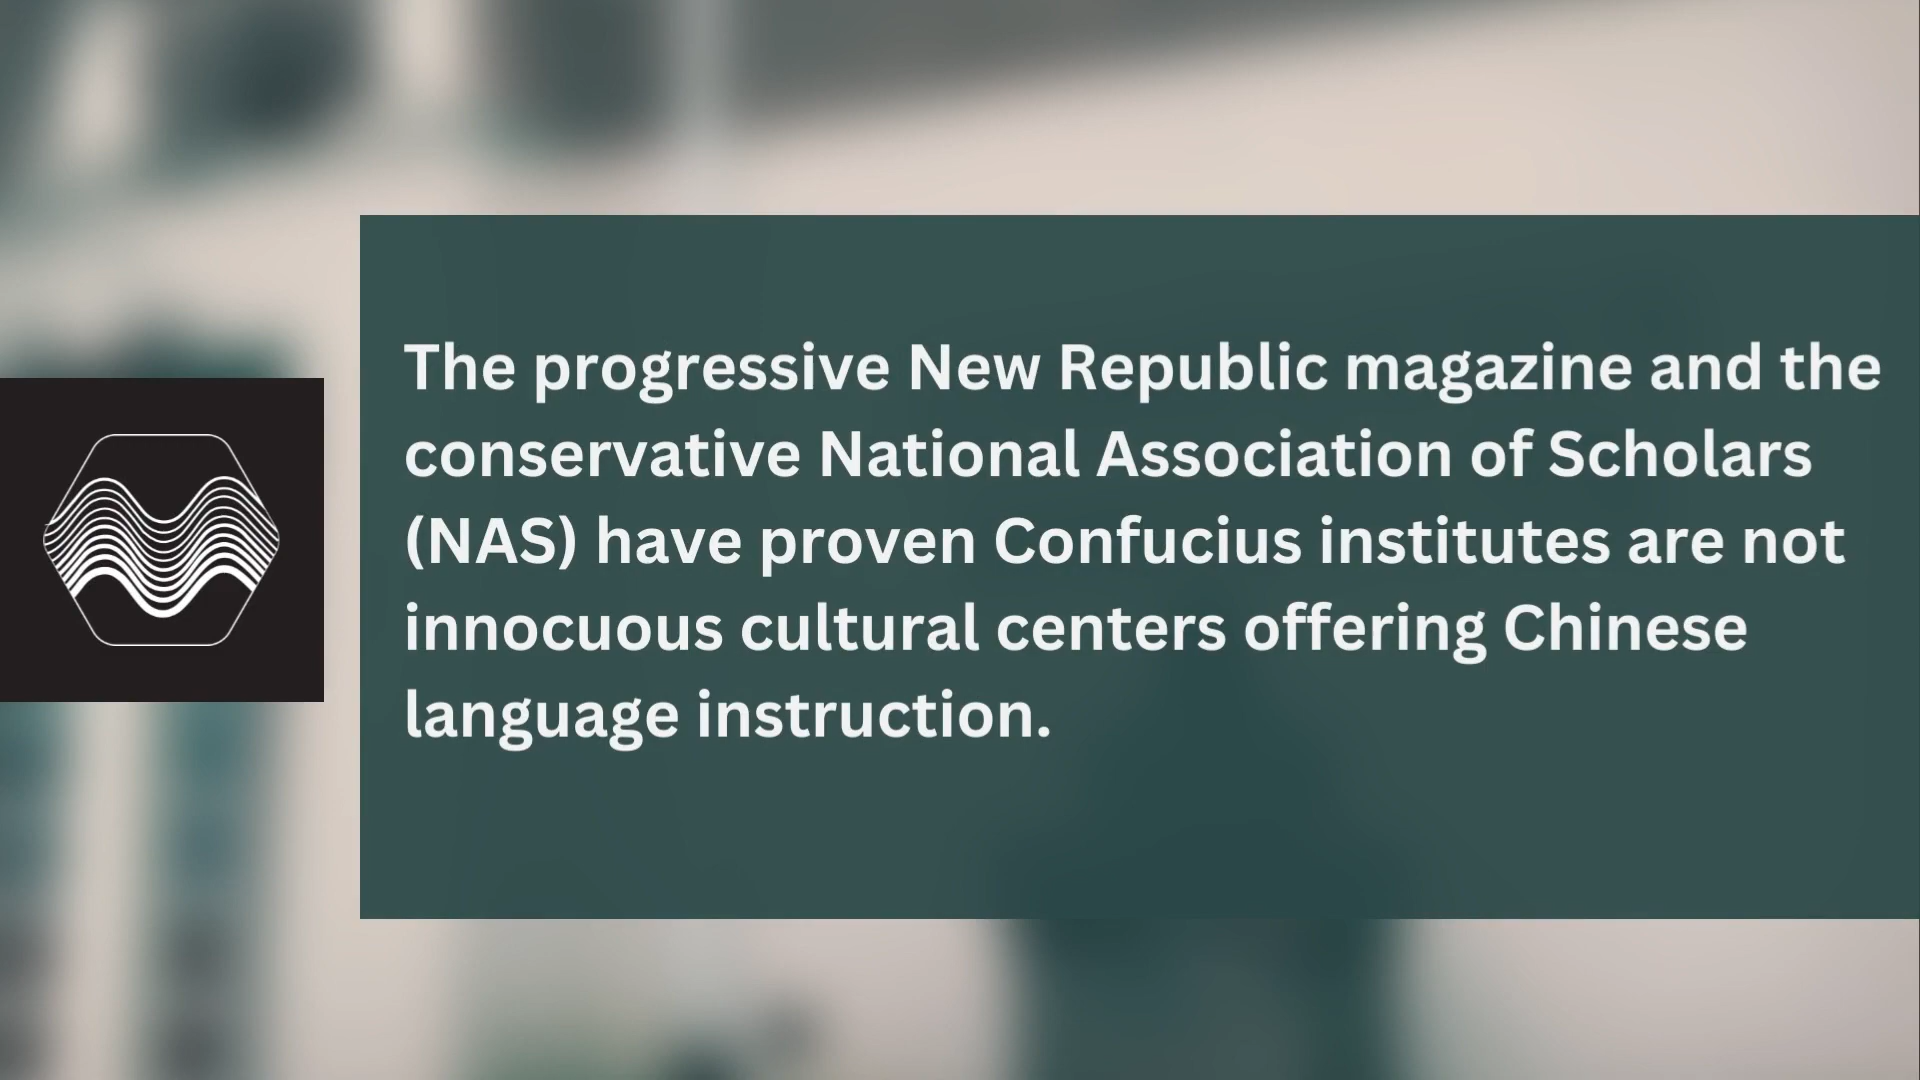 The progressive New Republic magazine and the
conservative National Association of Scholars
(NAS) have proven Confucius institutes are not
innocuous cultural centers offering Chinese
language instruction.